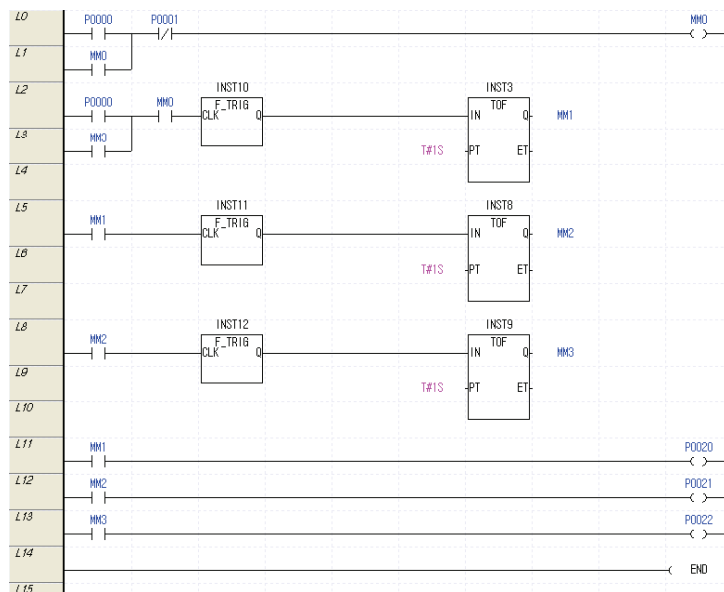 L0 P0000 P0001 MM0
L1 MM0
L2 INST10 INST3
P0000 MM0 F_TRIG TOF
CLK Q IN Q MM1
L3 MM3
T#1S PT ET
L4
L5 INST11 INST8
MM1 F_TRIG TOF
CLK Q IN Q MM2
L6 T#1S PT ET
L7
L8 INST12 INST9
MM2 F_TRIG TOF
CLK Q IN Q MM3
L9 T#1S PT ET
L10
L11 MM1 P0020
L12 MM2 P0021
L13 MM3 P0022
L14 END
L15